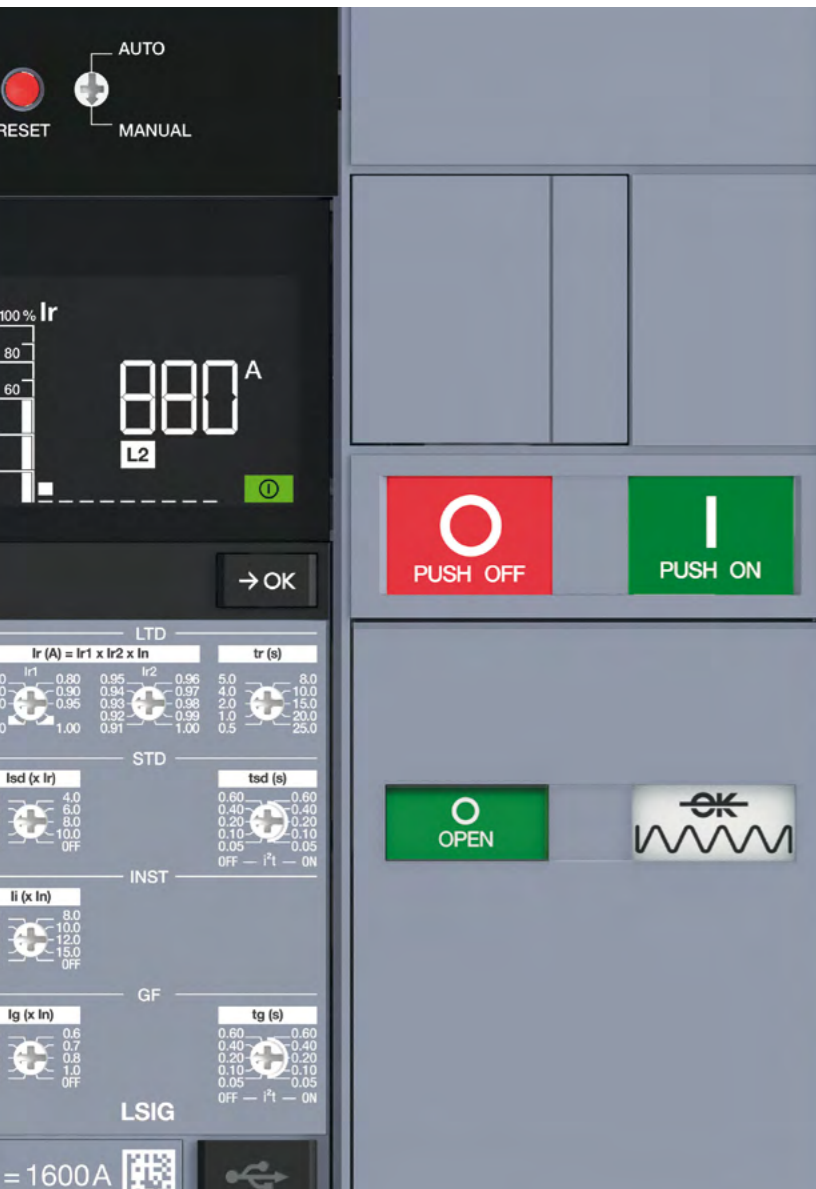 AUTO
RESET
MANUAL
100 % Ir
80
60
880 A
L2
→ OK
PUSH OFF
PUSH ON
LTD
Ir (A) = Ir1 x Ir2 x In
tr (s)
Ir1
Ir2
0.80
0.95
0.96
5.0
8.0
0.90
0.94
0.97
4.0
10.0
0.95
0.93
0.98
2.0
15.0
0.92
0.99
1.0
20.0
1.00
0.91
1.00
0.5
25.0
STD
Isd (x Ir)
tsd (s)
4.0
0.60
0.60
6.0
0.40
0.40
8.0
0.20
0.20
10.0
0.10
0.10
OFF
0.05
0.05
OFF — i²t — ON
O
OPEN
OK
INST
Ii (x In)
8.0
10.0
12.0
15.0
OFF
GF
Ig (x In)
tg (s)
0.6
0.60
0.60
0.7
0.40
0.40
0.8
0.20
0.20
1.0
0.10
0.10
OFF
0.05
0.05
OFF — i²t — ON
LSIG
= 1600A